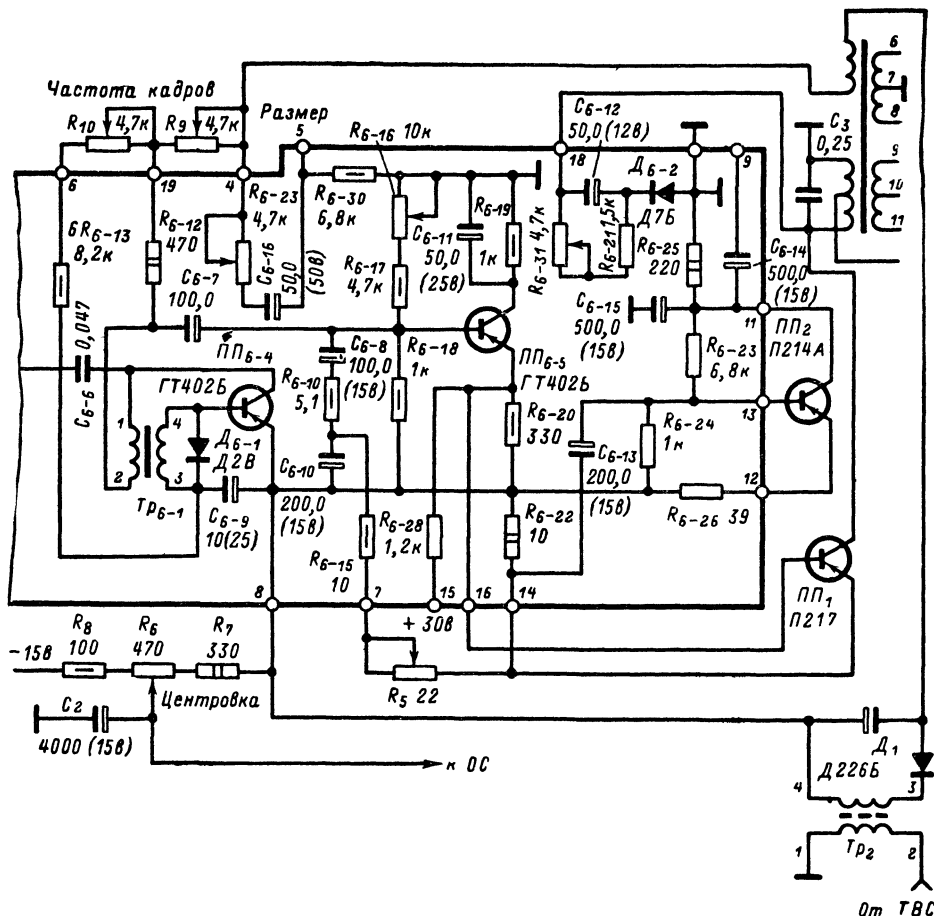 6
7
8
9
10
11
Частота кадров
R10
4,7к
R9
4,7к
Размер
5
R6-16 10к
C6-12
50,0 (12В)
C3
0,25
6
19
4
18
9
R6-30
6,8к
R6-23
4,7к
R6-12
470
6R6-13
8,2к
C6-16
50,0
(50В)
C6-7
100,0
C6-11
50,0
(25В)
R6-19
1к
R6-17
4,7к
R6-31 4,7к
R6-21 1,5к
Д6-2
Д7Б
R6-25
220
C6-14
500,0
(15В)
C6-15
500,0
(15В)
11
ПП2
П214А
R6-23
6,8к
13
12
C6-6
0,047
ПП6-4
ГТ402Б
C6-8
100,0
(15В)
R6-18
1к
ПП6-5
ГТ402Б
R6-10
5,1
1
4
2
3
Д6-1
Д2В
Тр6-1
C6-9
10(25)
C6-10
200,0
(15В)
R6-20
330
C6-13
200,0
(15В)
R6-24
1к
R6-26 39
R6-15
10
R6-28
1,2к
R6-22
10
8
7
15
16
14
+ 30В
ПП1
П217
-15В
R8
100
R6
470
R7
330
R5 22
Центровка
C2
4000 (15В)
к ОС
Д1
Д226Б
4
3
1
Тр2
2
От ТВС